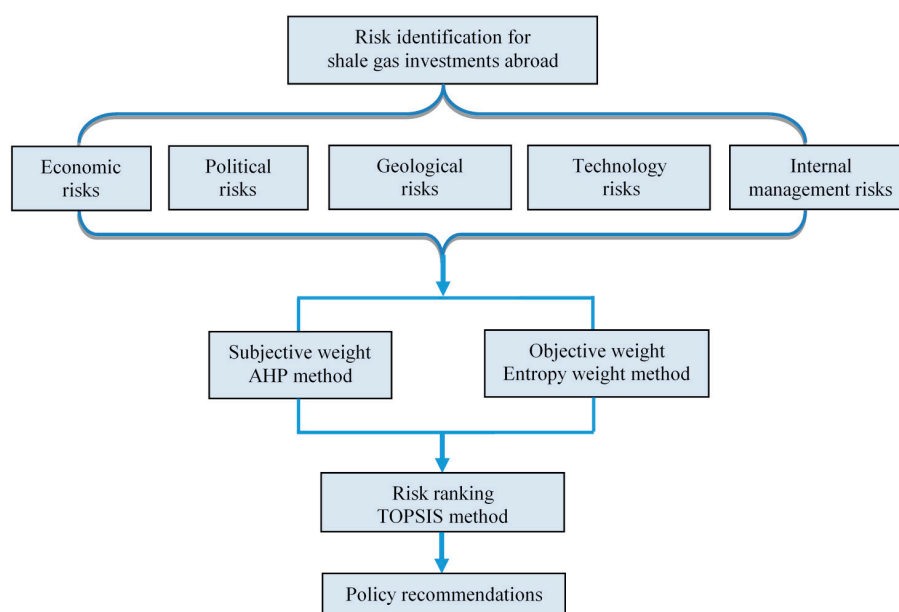 Risk identification for
shale gas investments abroad
Economic
risks
Political
risks
Geological
risks
Technology
risks
Internal
management risks
Subjective weight
AHP method
Objective weight
Entropy weight method
Risk ranking
TOPSIS method
Policy recommendations